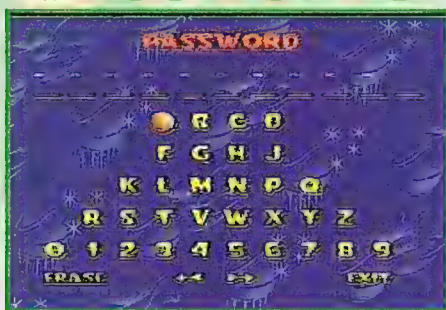 PASSWORD
B C D
F G H J
K L M N P Q
R S T V W X Y Z
0 1 2 3 4 5 6 7 8 9
ERASE EXIT